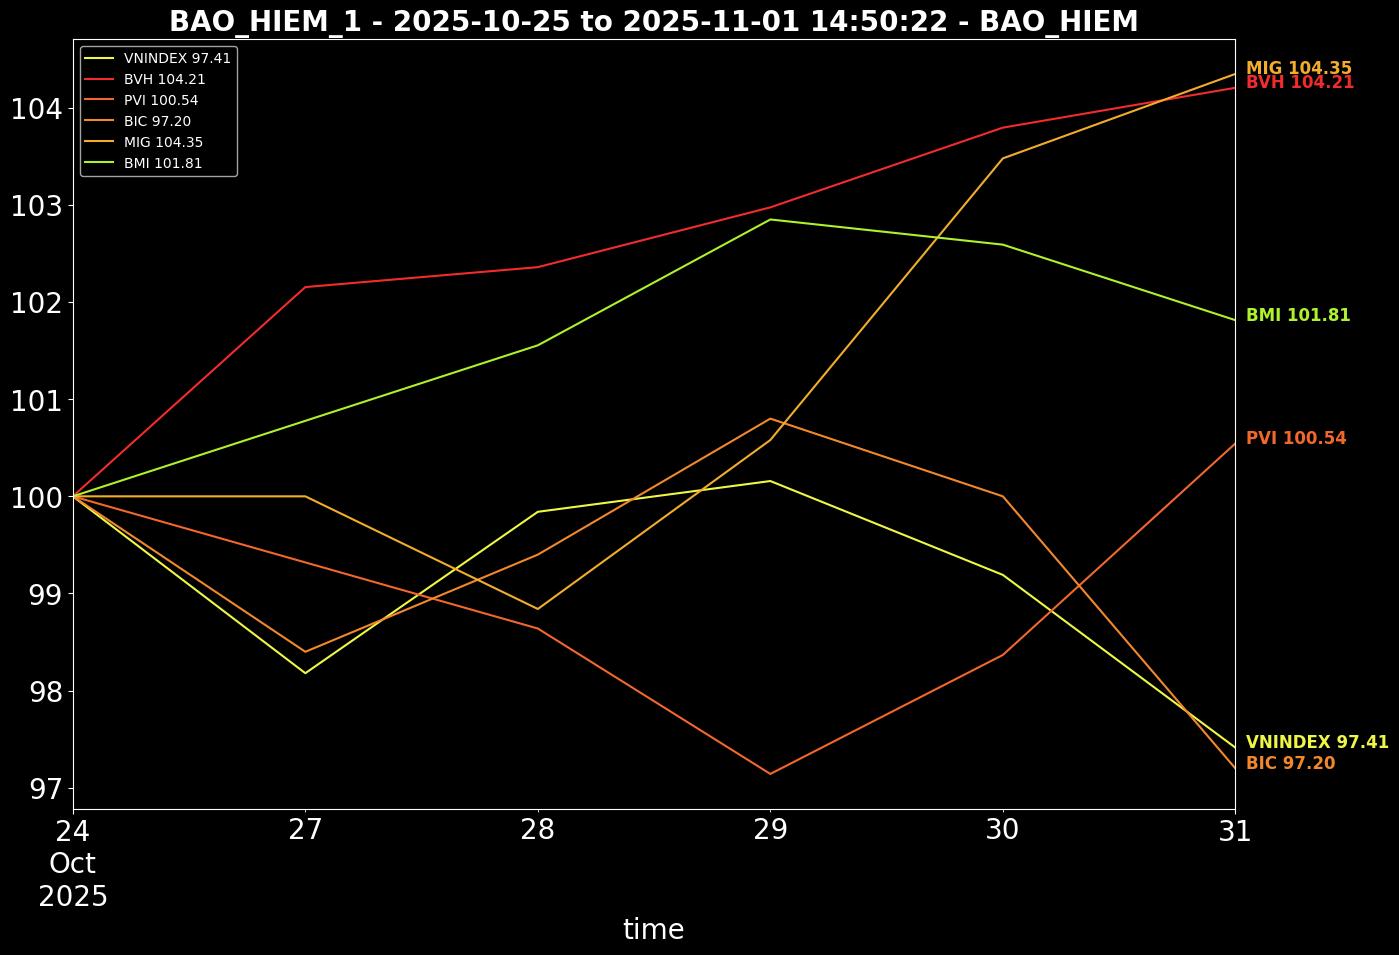 BAO_HIEM_1 - 2025-10-25 to 2025-11-01 14:50:22 - BAO_HIEM
VNINDEX 97.41
BVH 104.21
PVI 100.54
BIC 97.20
MIG 104.35
BMI 101.81
104
103
102
101
100
99
98
97
MIG 104.35
BVH 104.21
BMI 101.81
PVI 100.54
VNINDEX 97.41
BIC 97.20
24 27 28 29 30 31
Oct
2025
time